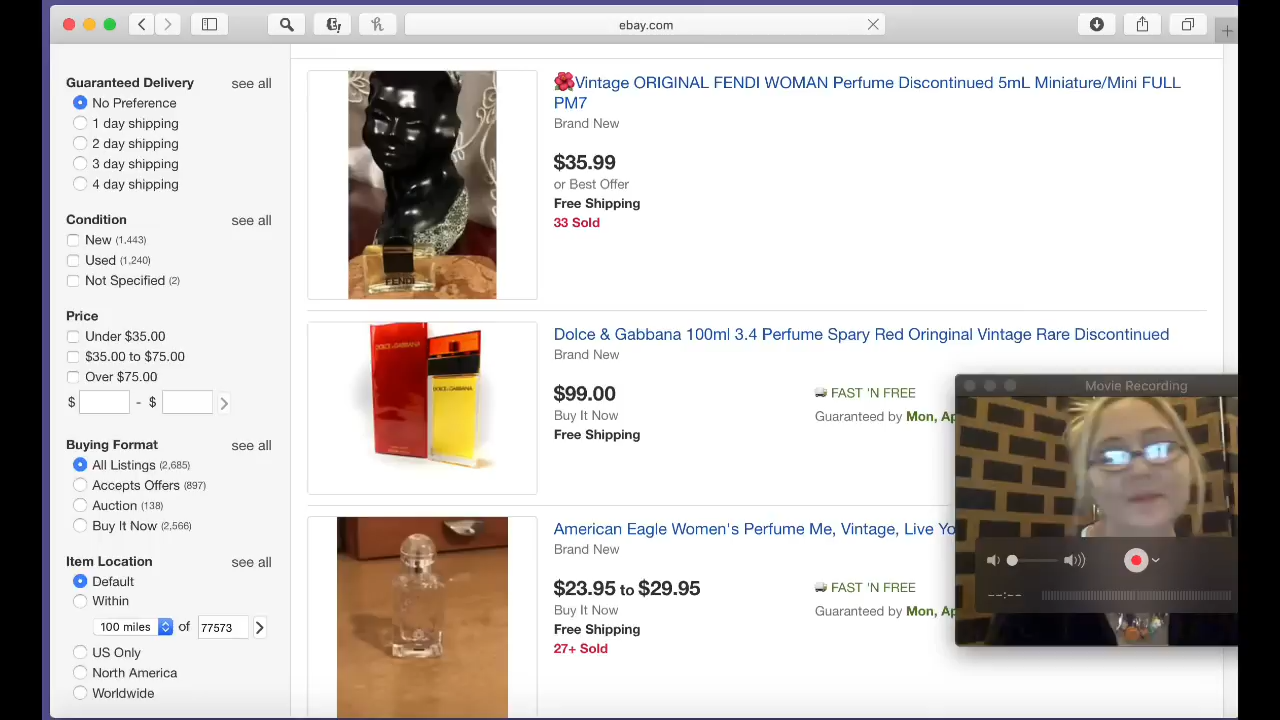 ebay.com
Guaranteed Delivery see all
No Preference
1 day shipping
2 day shipping
3 day shipping
4 day shipping
Condition see all
New (1,443)
Used (1,240)
Not Specified (2)
Price
Under $35.00
$35.00 to $75.00
Over $75.00
$ - $
Buying Format see all
All Listings (2,685)
Accepts Offers (897)
Auction (138)
Buy It Now (2,566)
Item Location see all
Default
Within
100 miles of 77573
US Only
North America
Worldwide
Vintage ORIGINAL FENDI WOMAN Perfume Discontinued 5mL Miniature/Mini FULL
PM7
Brand New
$35.99
or Best Offer
Free Shipping
33 Sold
FENDI
Dolce & Gabbana 100ml 3.4 Perfume Spary Red Oringinal Vintage Rare Discontinued
Brand New
$99.00
Buy It Now
Free Shipping
FAST 'N FREE
Guaranteed by Mon, Ap
DOLCE & GABBANA
DOLCE & GABBANA
American Eagle Women's Perfume Me, Vintage, Live Yo
Brand New
$23.95 to $29.95
Buy It Now
Free Shipping
27+ Sold
FAST 'N FREE
Guaranteed by Mon, Ap
Movie Recording
--:--